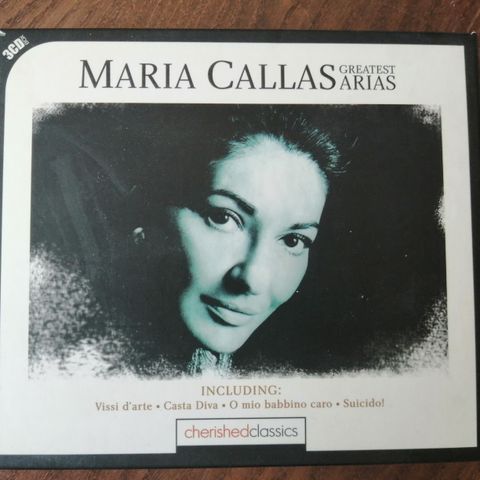 3CD
MARIA CALLAS GREATEST ARIAS
INCLUDING:
Vissi d'arte • Casta Diva • O mio babbino caro • Suicido!
cherishedclassics